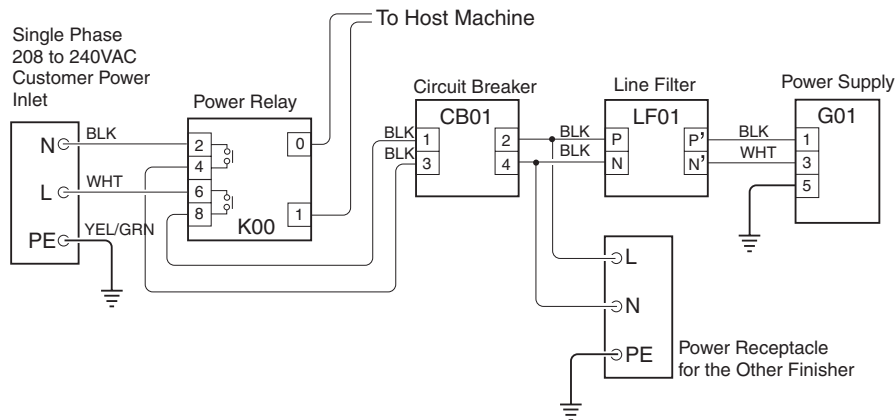 To Host Machine
Single Phase
208 to 240VAC
Customer Power
Inlet
Power Relay
Circuit Breaker
Line Filter
Power Supply
N
BLK
L
WHT
PE
YEL/GRN
2
4
6
8
0
1
K00
BLK
BLK
CB01
1
3
2
4
BLK
BLK
LF01
P
N
P'
N'
BLK
WHT
G01
1
3
5
L
N
PE
Power Receptacle
for the Other Finisher